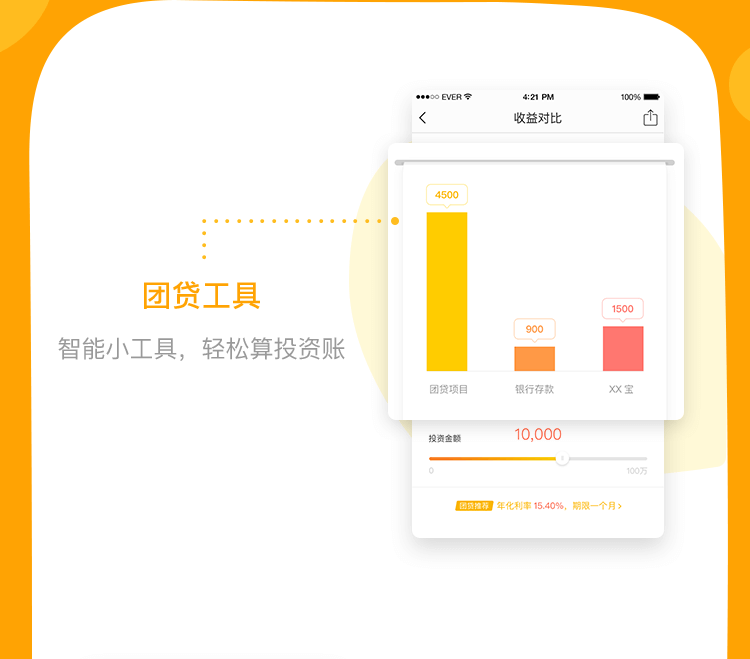 EVER
4:21 PM
100%
收益对比
4500
900
1500
团贷项目
银行存款
XX 宝
团贷工具
智能小工具，轻松算投资账
投资金额
10,000
0
100万
团贷推荐 年化利率 15.40%，期限一个月>